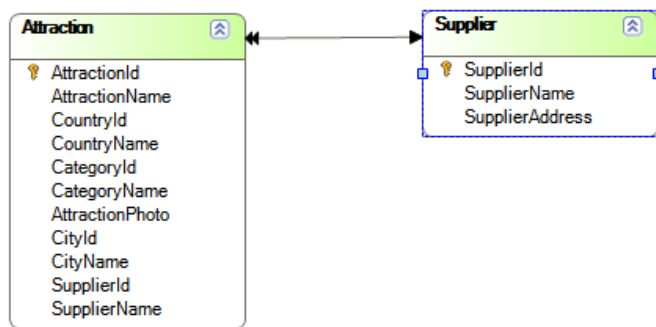 Attraction
AttractionId
AttractionName
CountryId
CountryName
CategoryId
CategoryName
AttractionPhoto
CityId
CityName
SupplierId
SupplierName
Supplier
SupplierId
SupplierName
SupplierAddress